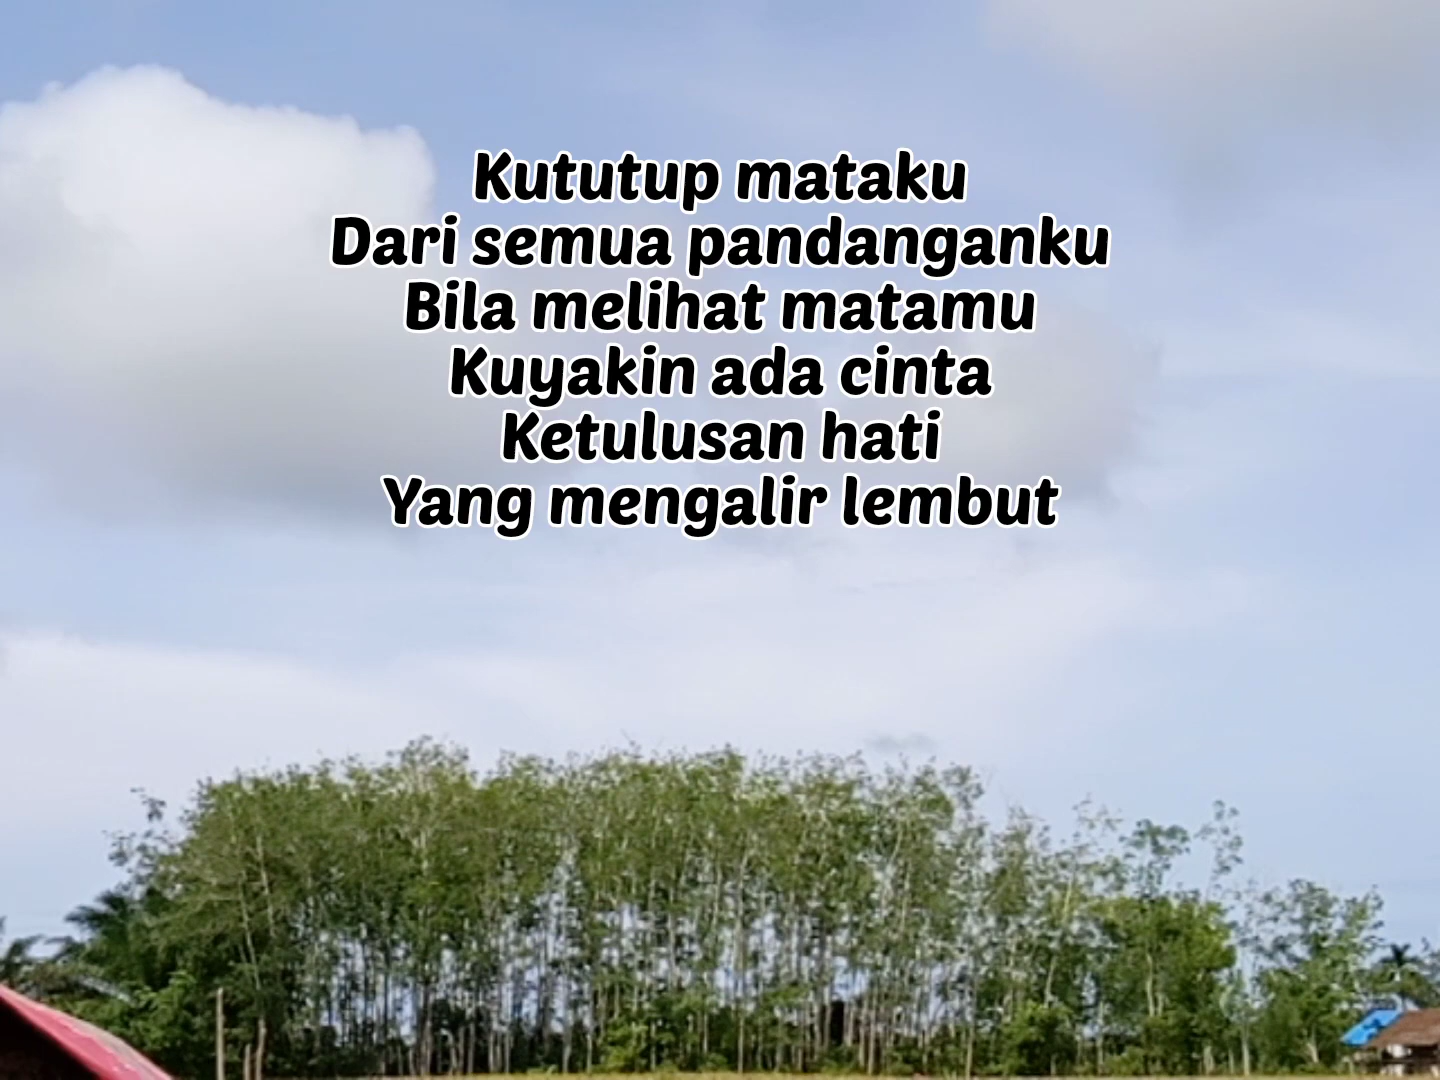 Kututup mataku
Dari semua pandanganku
Bila melihat matamu
Kuyakin ada cinta
Ketulusan hati
Yang mengalir lembut